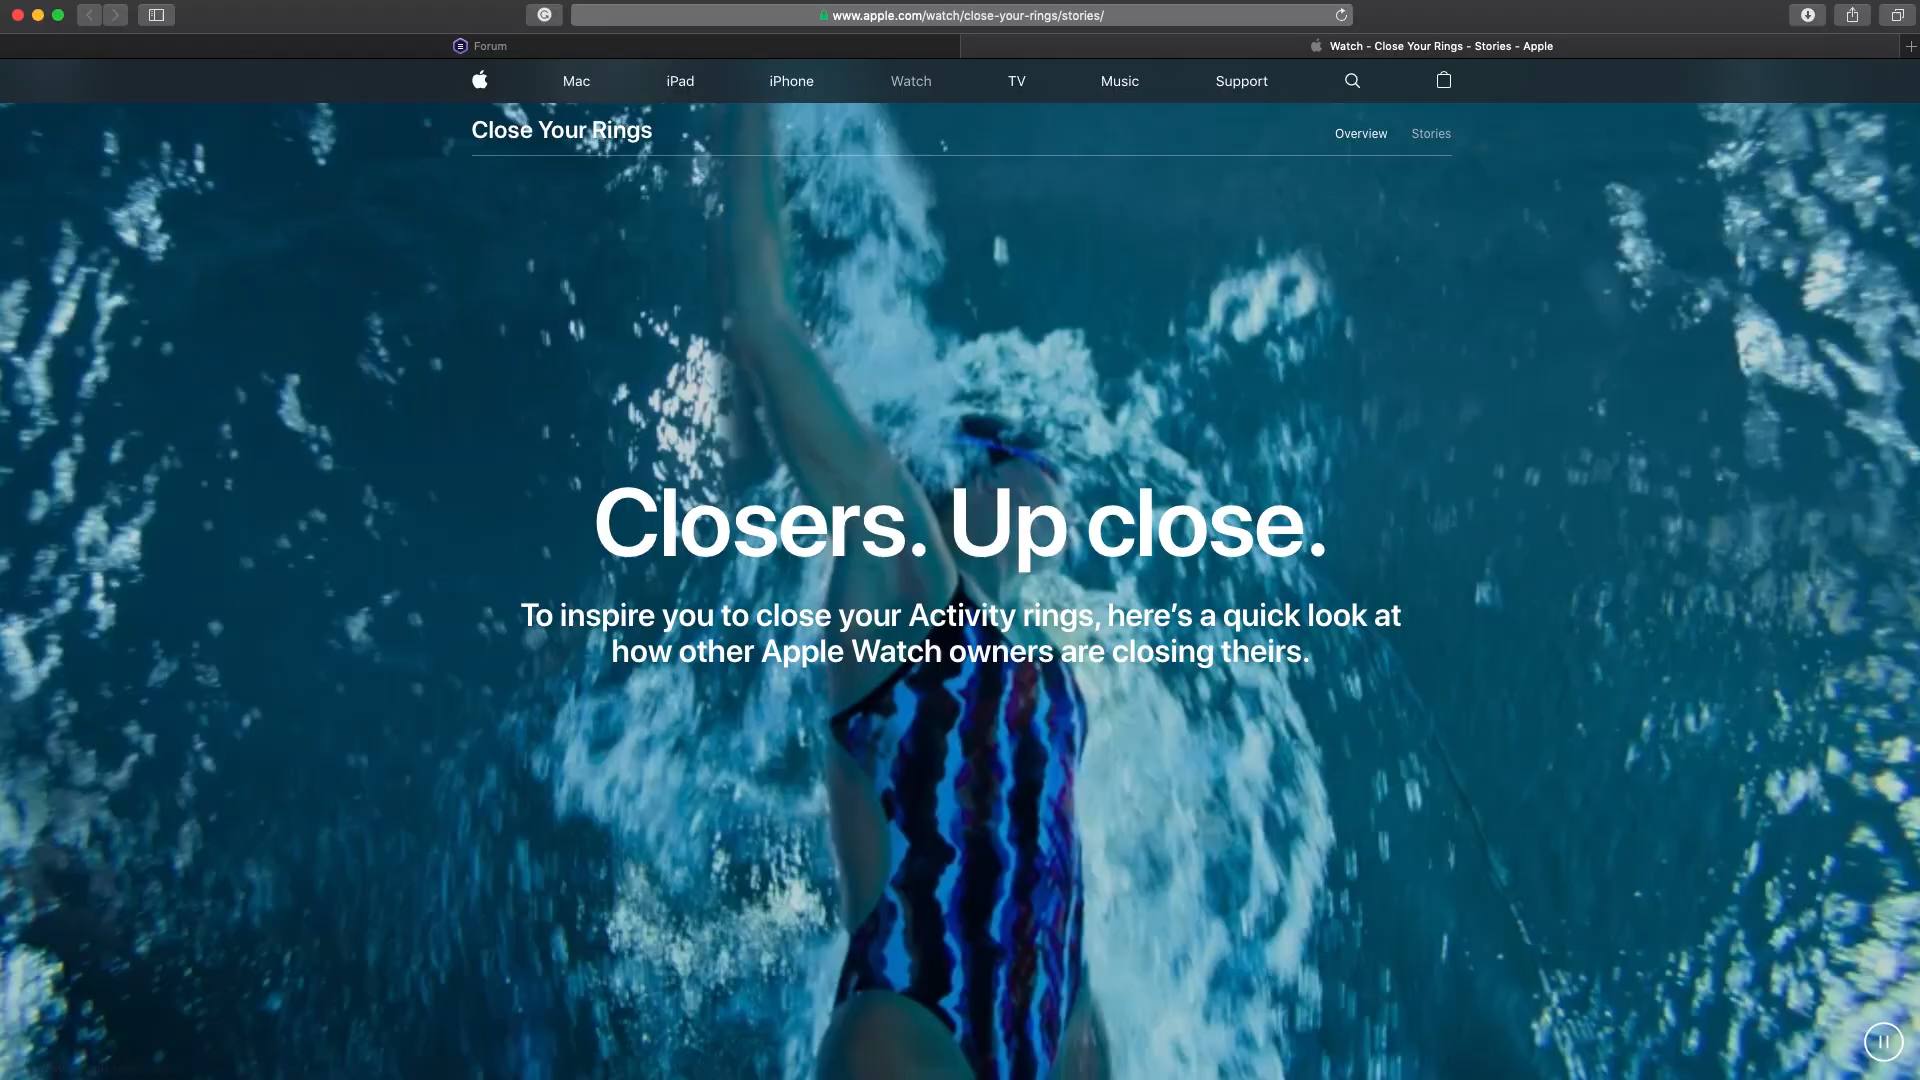 www.apple.com/watch/close-your-rings/stories/
Forum
Watch - Close Your Rings - Stories - Apple
Mac iPad iPhone Watch TV Music Support
Close Your Rings
Overview Stories
Closers. Up close.
To inspire you to close your Activity rings, here’s a quick look at
how other Apple Watch owners are closing theirs.